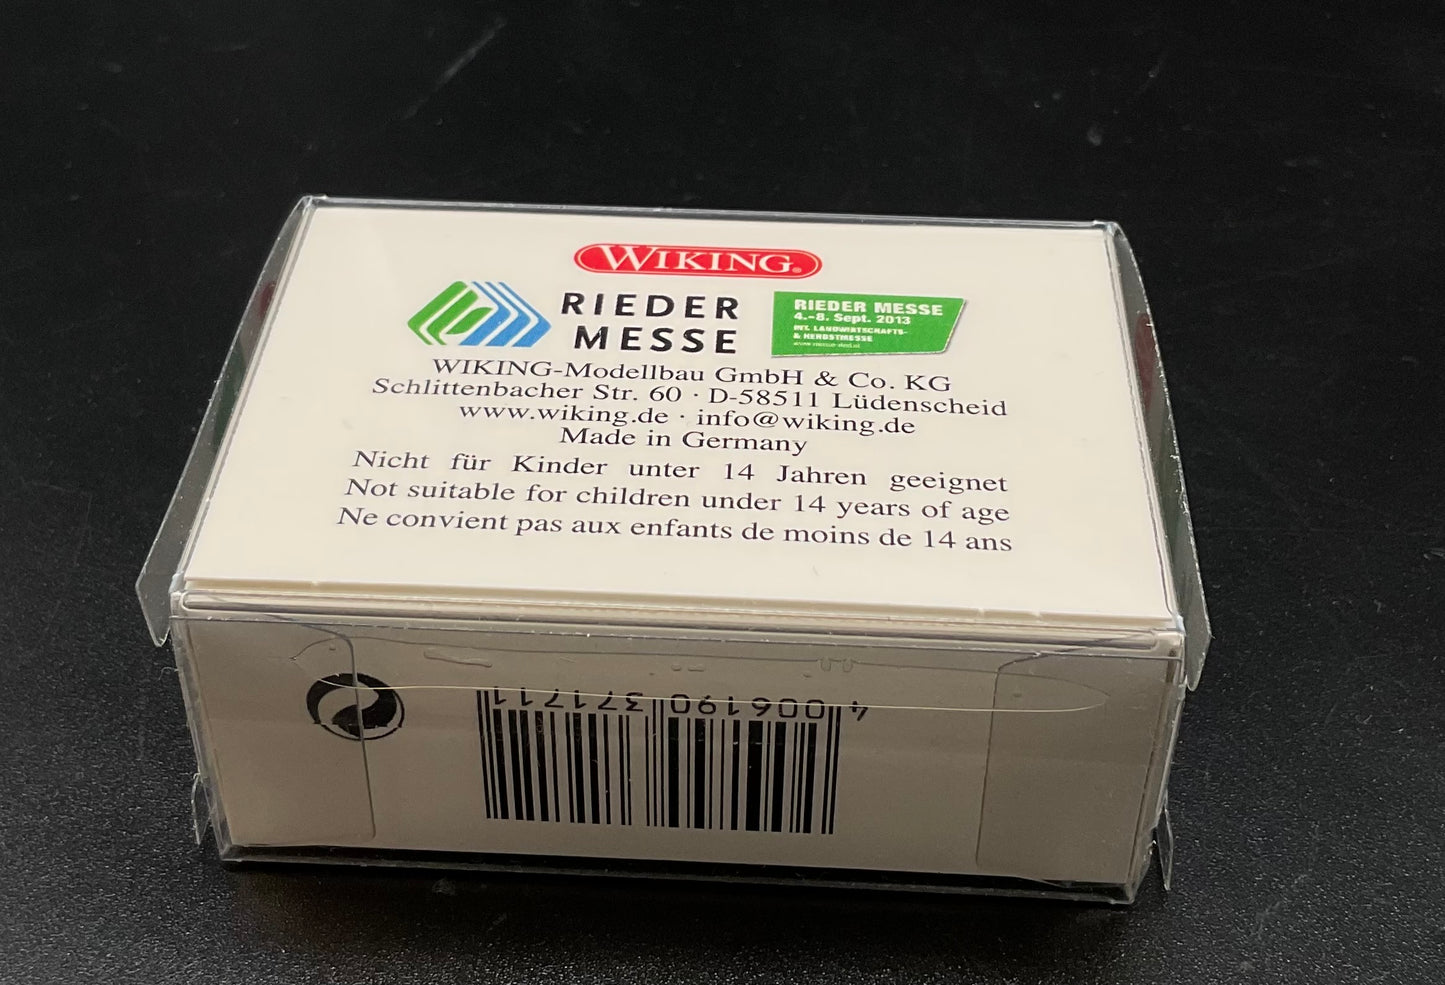 WIKING®
RIEDER
MESSE
RIEDER MESSE
4.-8. Sept. 2013
INT. LANDWIRTSCHAFTS-
& HERBSTMESSE
WIKING-Modellbau GmbH & Co. KG
Schlittenbacher Str. 60 · D-58511 Lüdenscheid
www.wiking.de · info@wiking.de
Made in Germany
Nicht für Kinder unter 14 Jahren geeignet
Not suitable for children under 14 years of age
Ne convient pas aux enfants de moins de 14 ans
4 006190 371711